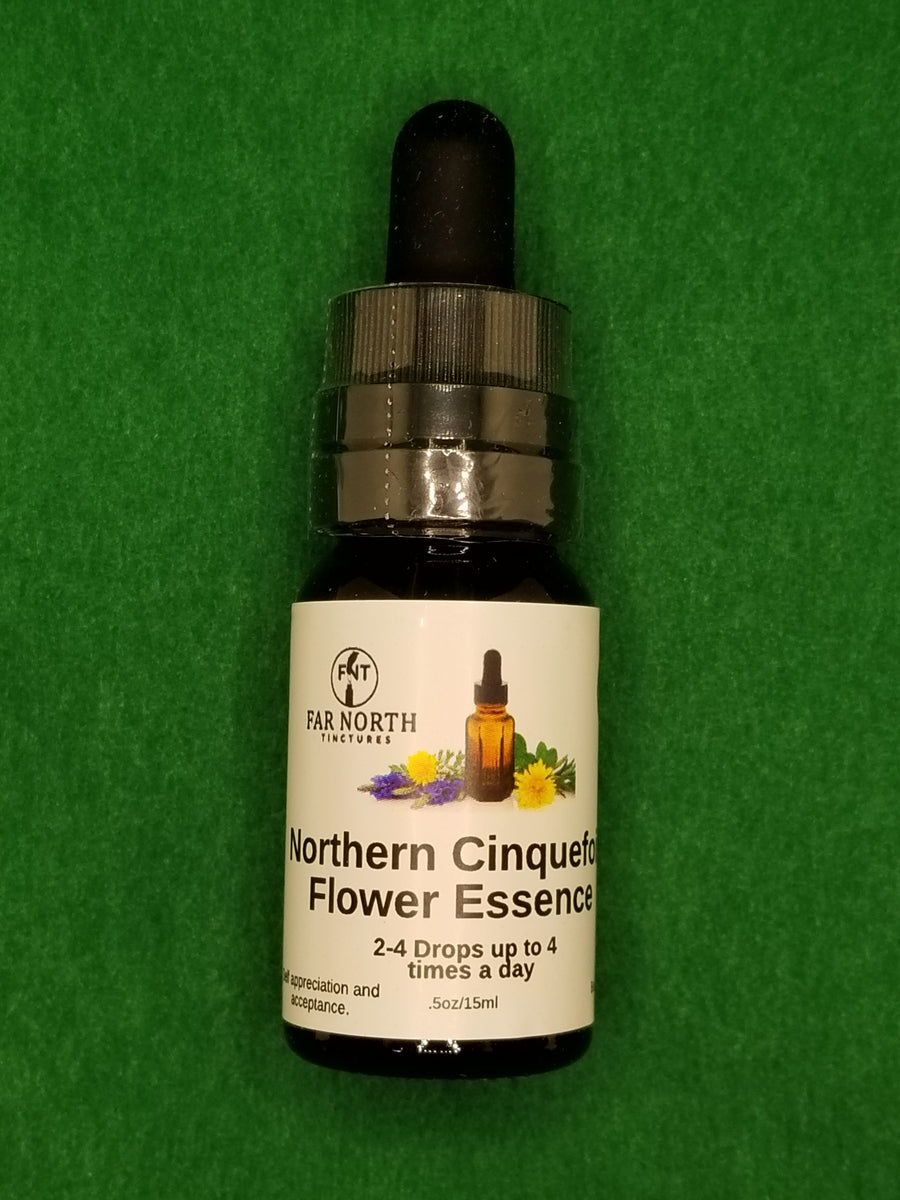 FNT
FAR NORTH
TINCTURES
Northern Cinquefo
Flower Essence
2-4 Drops up to 4
times a day
Self appreciation and
acceptance.
.5oz/15ml